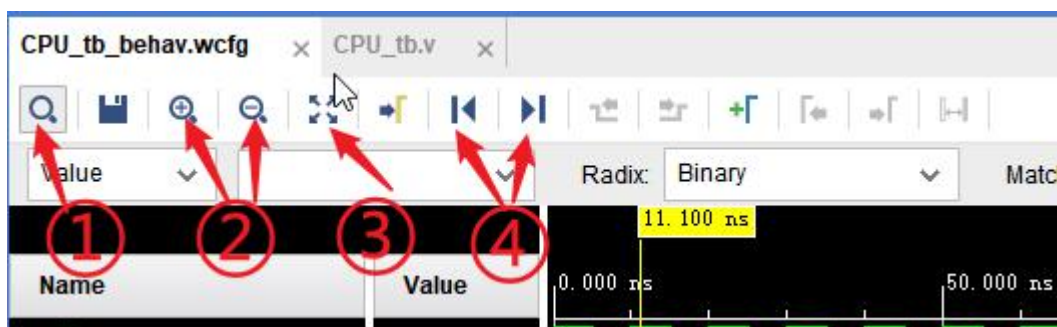 CPU_tb_behav.wcfg × CPU_tb.v ×
Value Radix: Binary Matc
11.100 ns
① ② ③ ④
Name Value 0.000 ns 50.000 ns